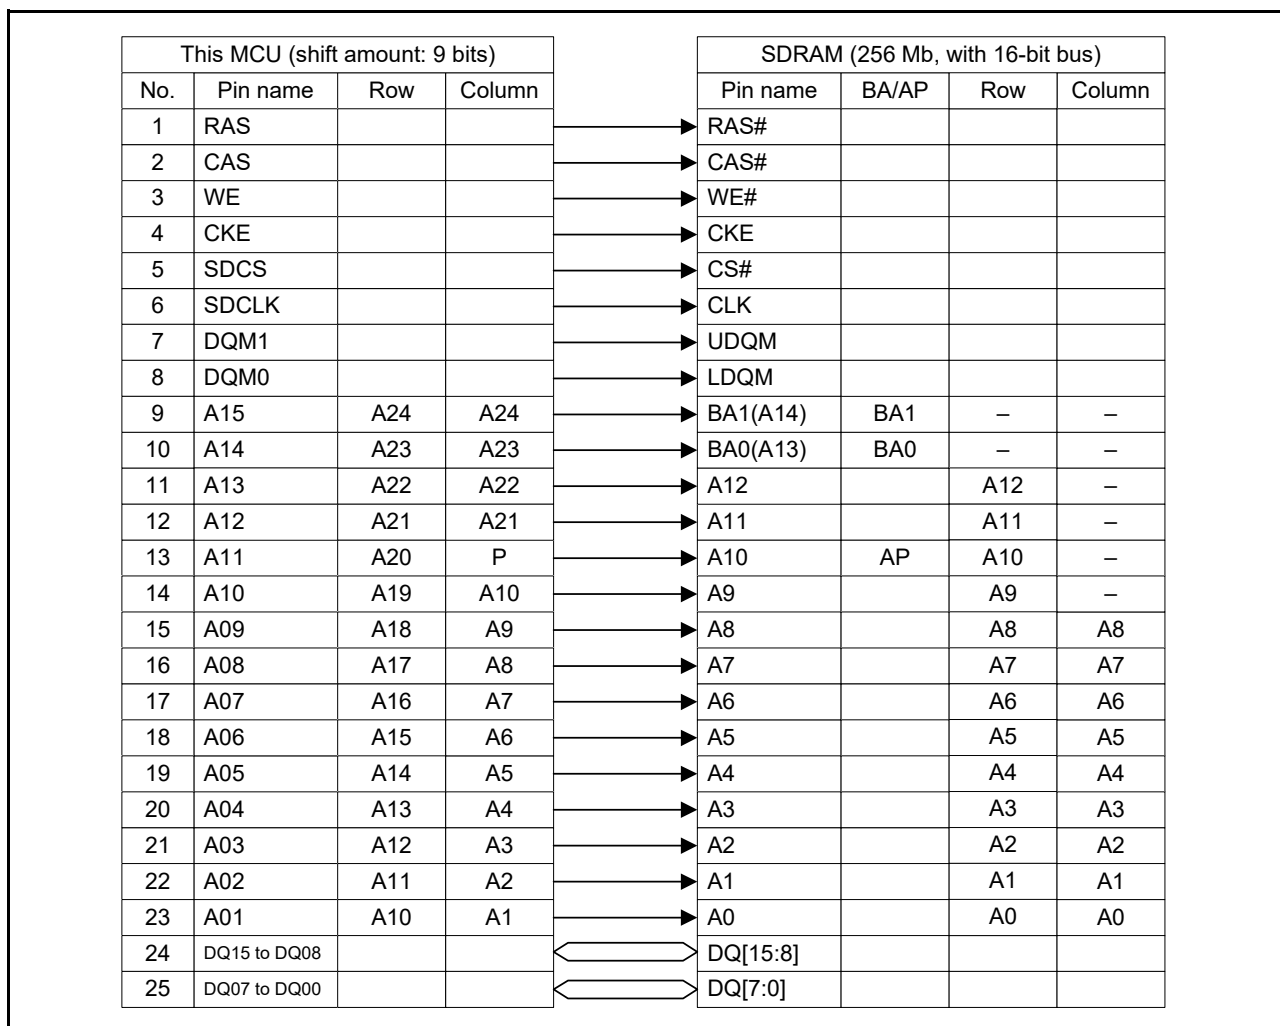 This MCU (shift amount: 9 bits) SDRAM (256 Mb, with 16-bit bus)
No. Pin name Row Column Pin name BA/AP Row Column
1 RAS RAS#
2 CAS CAS#
3 WE WE#
4 CKE CKE
5 SDCS CS#
6 SDCLK CLK
7 DQM1 UDQM
8 DQM0 LDQM
9 A15 A24 A24 BA1(A14) BA1 – –
10 A14 A23 A23 BA0(A13) BA0 – –
11 A13 A22 A22 A12 A12 –
12 A12 A21 A21 A11 A11 –
13 A11 A20 P A10 AP A10 –
14 A10 A19 A10 A9 A9 –
15 A09 A18 A9 A8 A8 A8
16 A08 A17 A8 A7 A7 A7
17 A07 A16 A7 A6 A6 A6
18 A06 A15 A6 A5 A5 A5
19 A05 A14 A5 A4 A4 A4
20 A04 A13 A4 A3 A3 A3
21 A03 A12 A3 A2 A2 A2
22 A02 A11 A2 A1 A1 A1
23 A01 A10 A1 A0 A0 A0
24 DQ15 to DQ08 DQ[15:8]
25 DQ07 to DQ00 DQ[7:0]